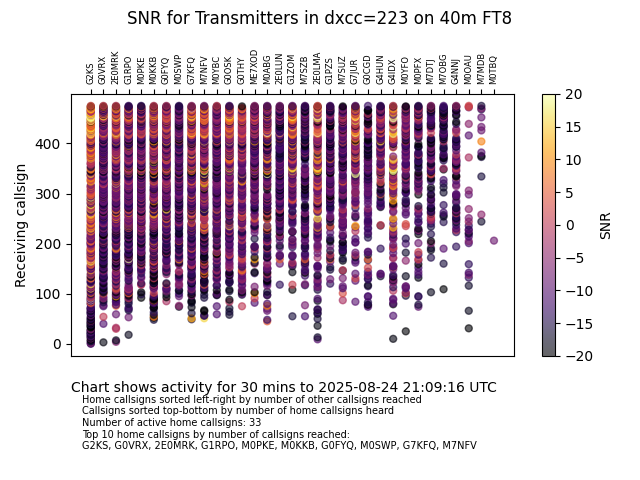 SNR for Transmitters in dxcc=223 on 40m FT8
G2KS G0VRX 2E0MRK G1RPO M0PKE M0KKB G0FYQ M0SWP G7KFQ M7NFV M0YBC G0OSK G0THY ME7XOD M0ABG 2E0LUN G1ZOM M7SZB 2E0LMA G1PZS M7SUZ G7JUR G0CGD G4HUN G4IDX M0YFO M0PFX M7DTJ M7OBG G4NNJ M0OAU M7MDB M0TBQ
Receiving callsign
400
300
200
100
0
20
15
10
5
0
−5
−10
−15
−20
SNR
Chart shows activity for 30 mins to 2025-08-24 21:09:16 UTC
Home callsigns sorted left-right by number of other callsigns reached
Callsigns sorted top-bottom by number of home callsigns heard
Number of active home callsigns: 33
Top 10 home callsigns by number of callsigns reached:
G2KS, G0VRX, 2E0MRK, G1RPO, M0PKE, M0KKB, G0FYQ, M0SWP, G7KFQ, M7NFV